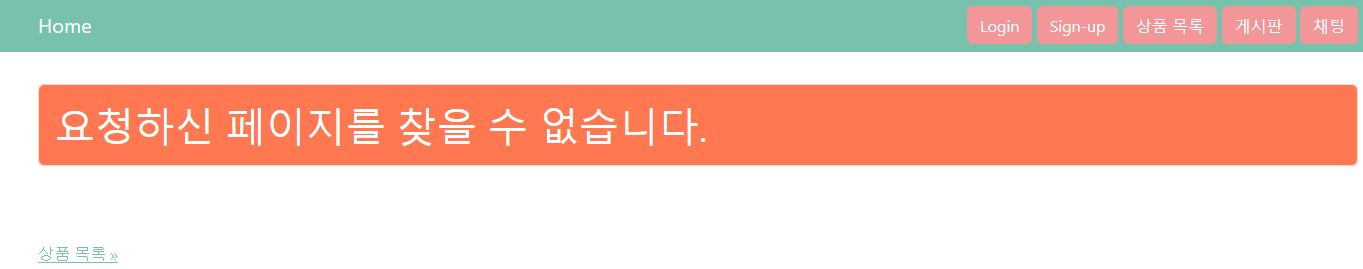 Home Login Sign-up 상품 목록 게시판 채팅
요청하신 페이지를 찾을 수 없습니다.
상품 목록 »